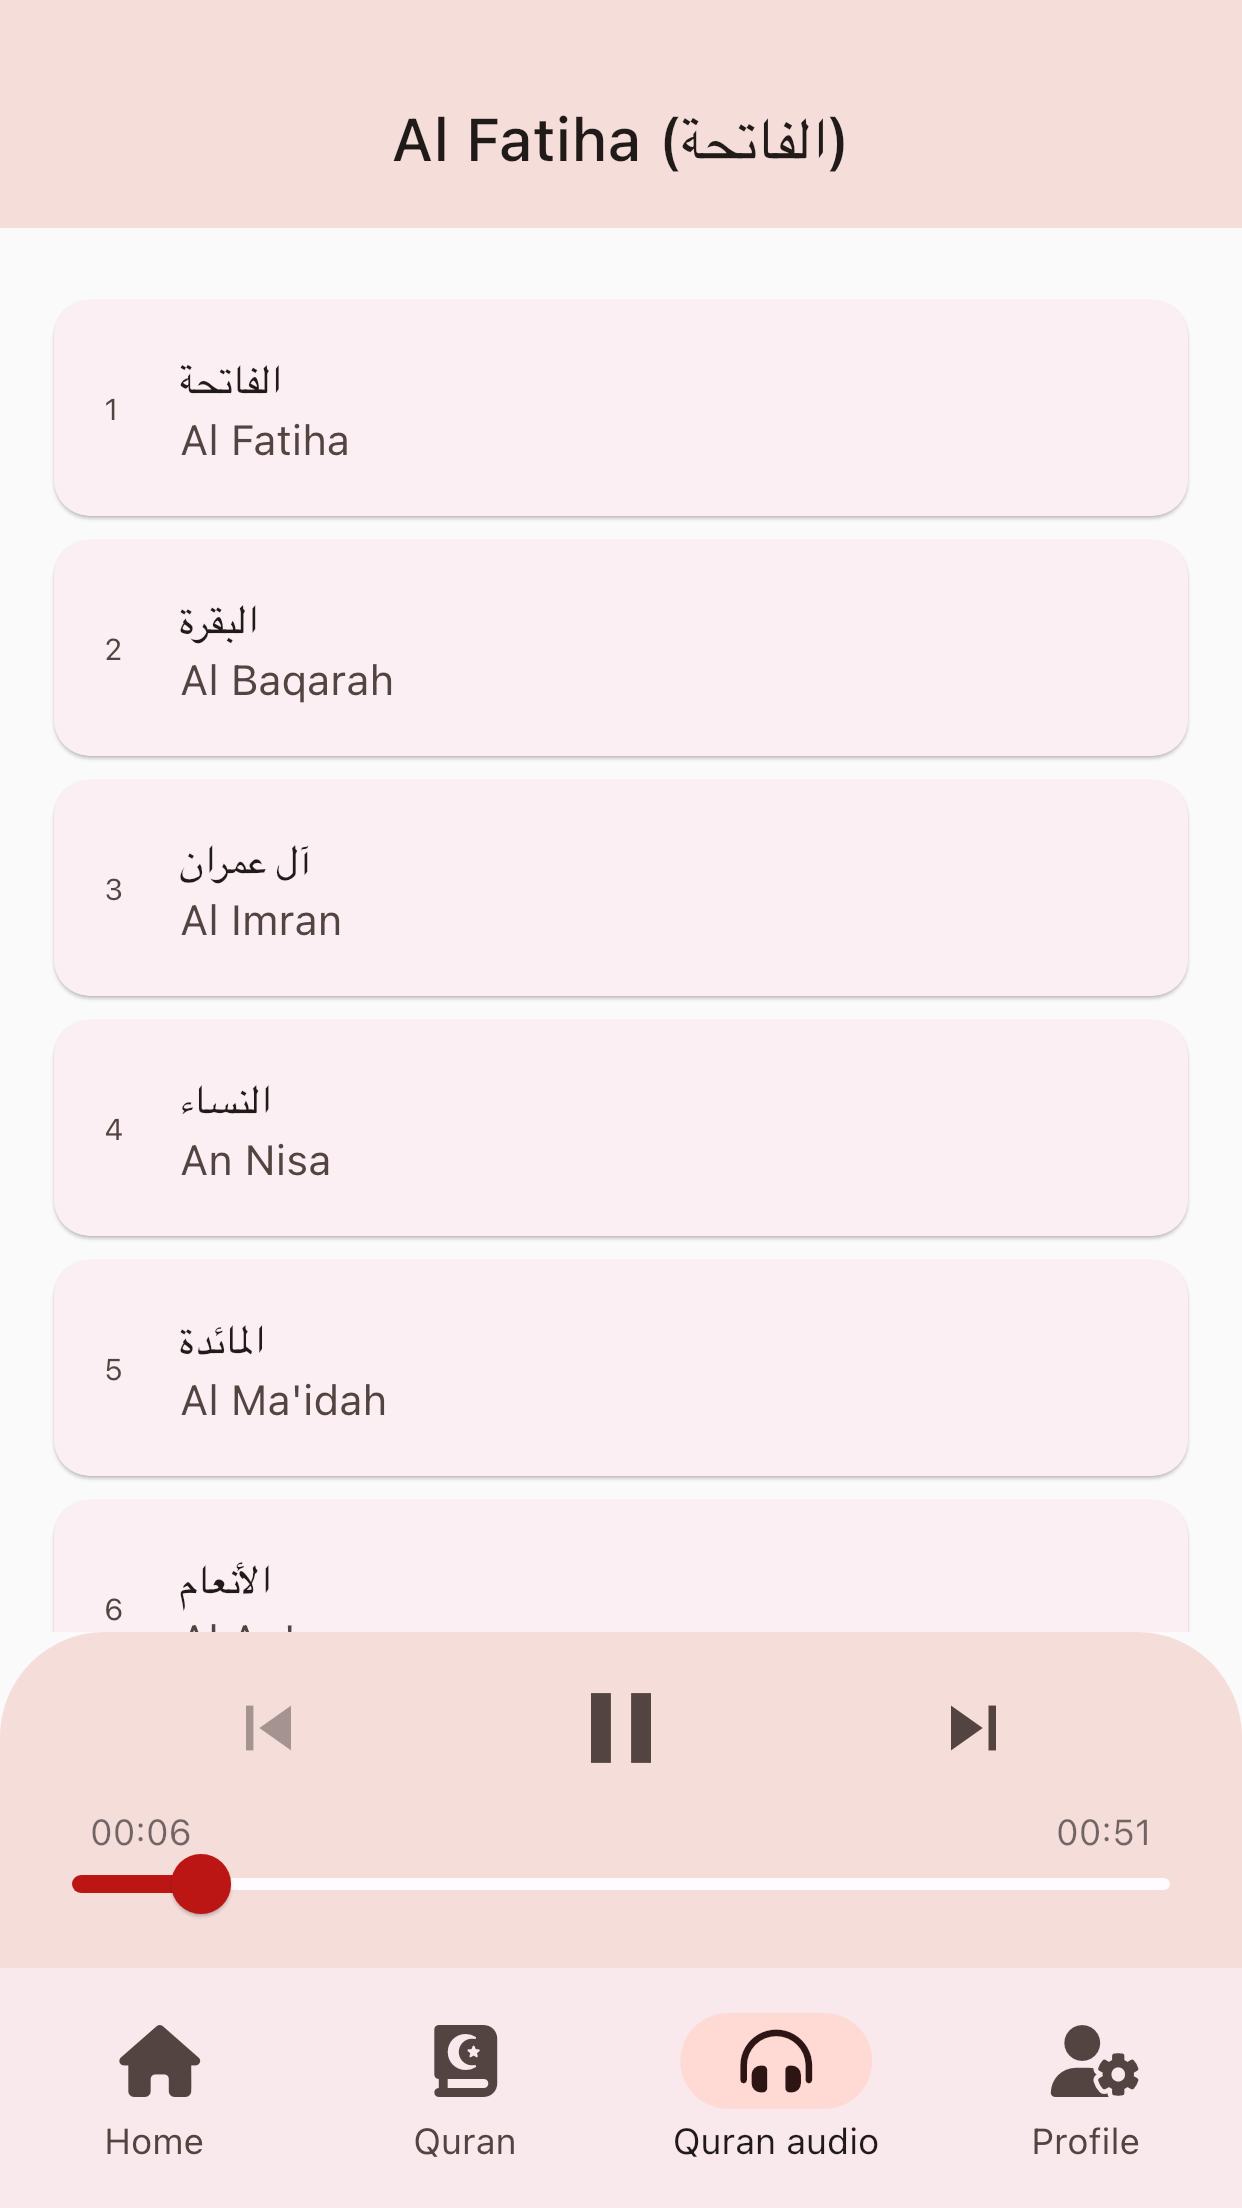 Al Fatiha (الفاتحة)
1
الفاتحة
Al Fatiha
2
البقرة
Al Baqarah
3
آل عمران
Al Imran
4
النساء
An Nisa
5
المائدة
Al Ma'idah
6
الأنعام
00:06
00:51
Home
Quran
Quran audio
Profile